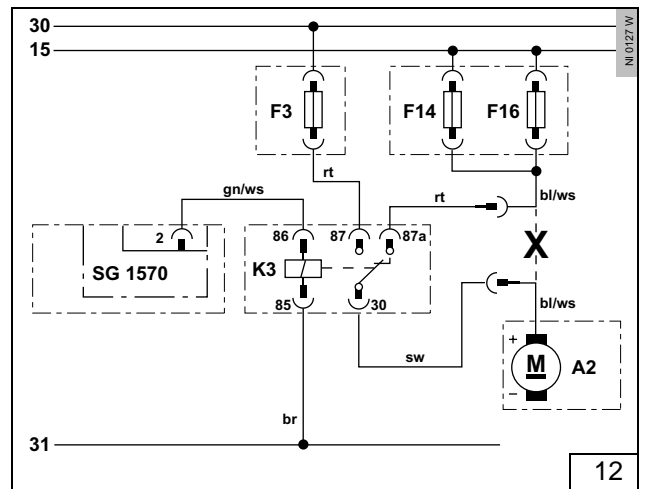 30
15
NI 0127 W
F3
F14
F16
rt
gn/ws
rt
bl/ws
2
86
87
87a
X
SG 1570
K3
85
30
bl/ws
sw
+
M
A2
–
br
31
12